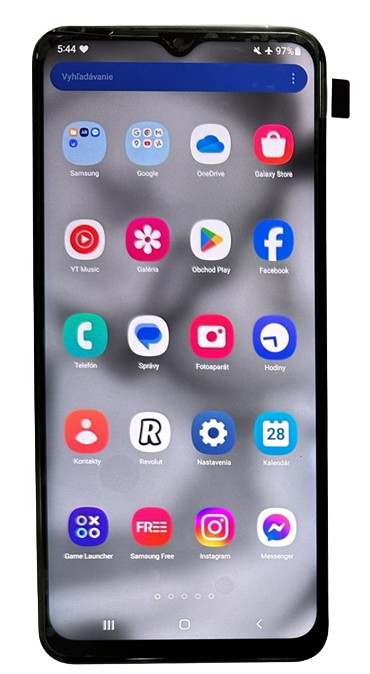 5:44
97%
Vyhľadávanie
Samsung
Google
OneDrive
Galaxy Store
YT Music
Galéria
Obchod Play
Facebook
Telefón
Správy
Fotoaparát
Hodiny
R
28
Kontakty
Revolut
Nastavenia
Kalendár
FREE
Game Launcher
Samsung Free
Instagram
Messenger